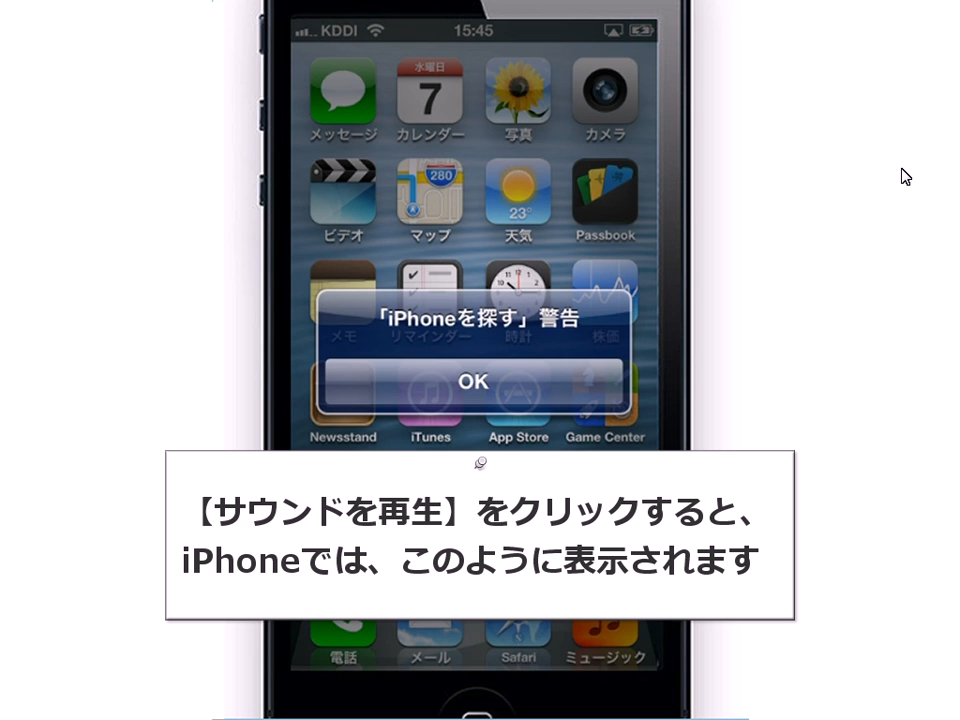 KDDI 15:45
水曜日
7
メッセージ カレンダー 写真 カメラ
280
23°
ビデオ マップ 天気 Passbook
メモ リマインダー 時計 株価
「iPhoneを探す」警告
OK
Newsstand iTunes App Store Game Center
【サウンドを再生】をクリックすると、
iPhoneでは、このように表示されます
電話 メール Safari ミュージック